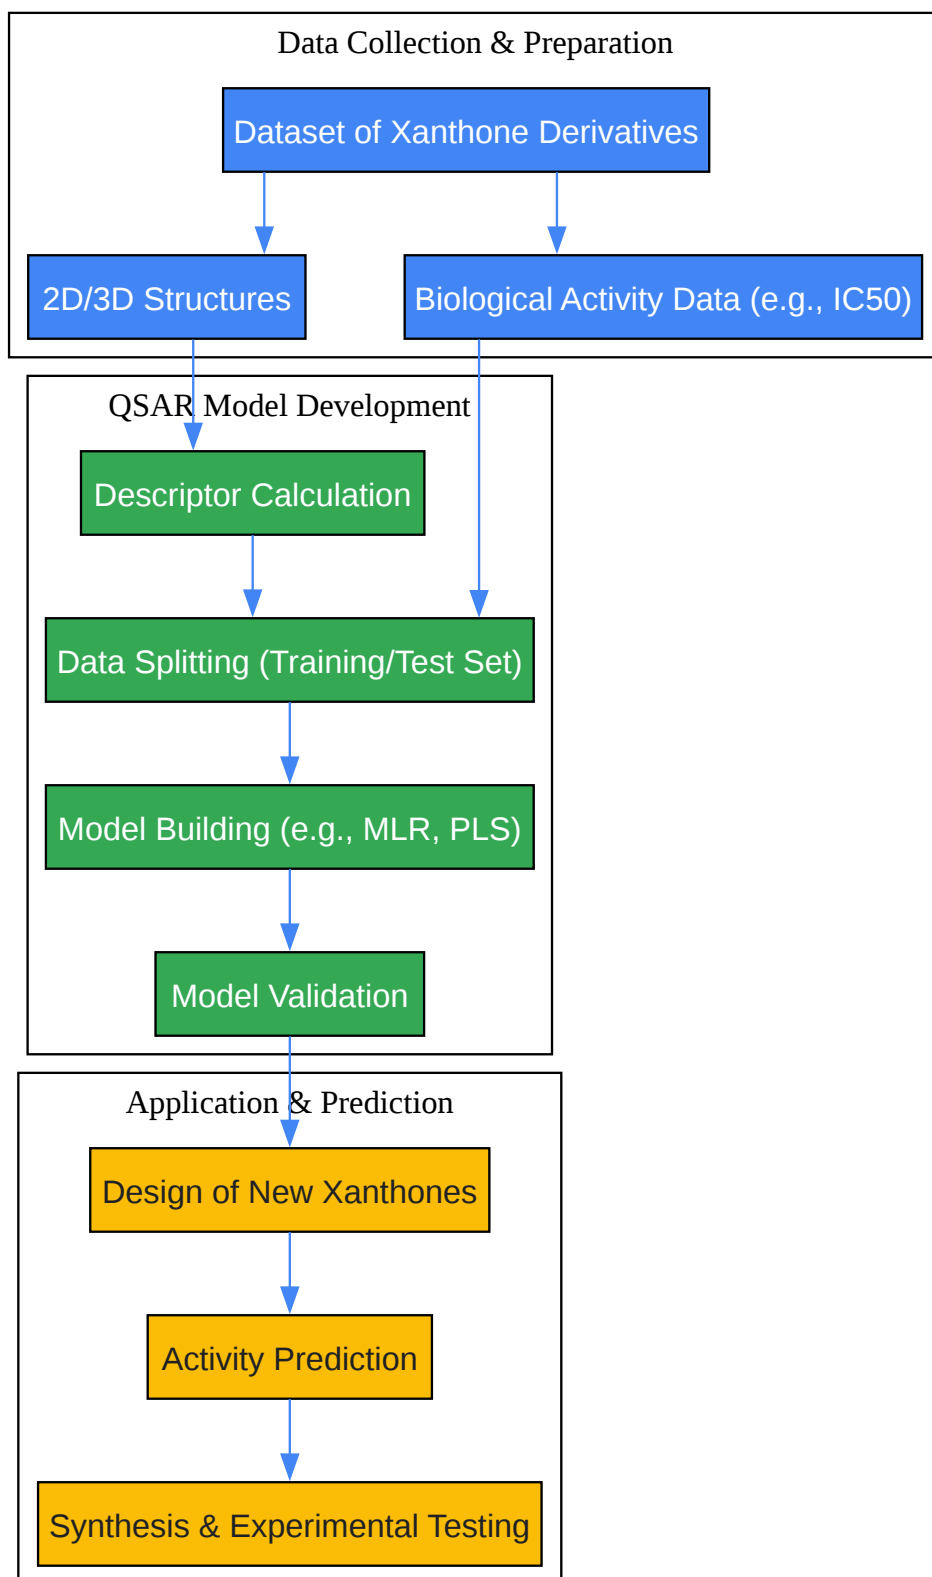 Data Collection & Preparation
Dataset of Xanthone Derivatives
2D/3D Structures
Biological Activity Data (e.g., IC50)
QSAR Model Development
Descriptor Calculation
Data Splitting (Training/Test Set)
Model Building (e.g., MLR, PLS)
Model Validation
Application & Prediction
Design of New Xanthones
Activity Prediction
Synthesis & Experimental Testing